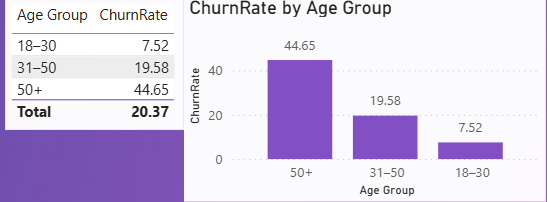 Age Group ChurnRate
18–30 7.52
31–50 19.58
50+ 44.65
Total 20.37
ChurnRate by Age Group
ChurnRate
40
20
0
44.65
19.58
7.52
50+ 31–50 18–30
Age Group